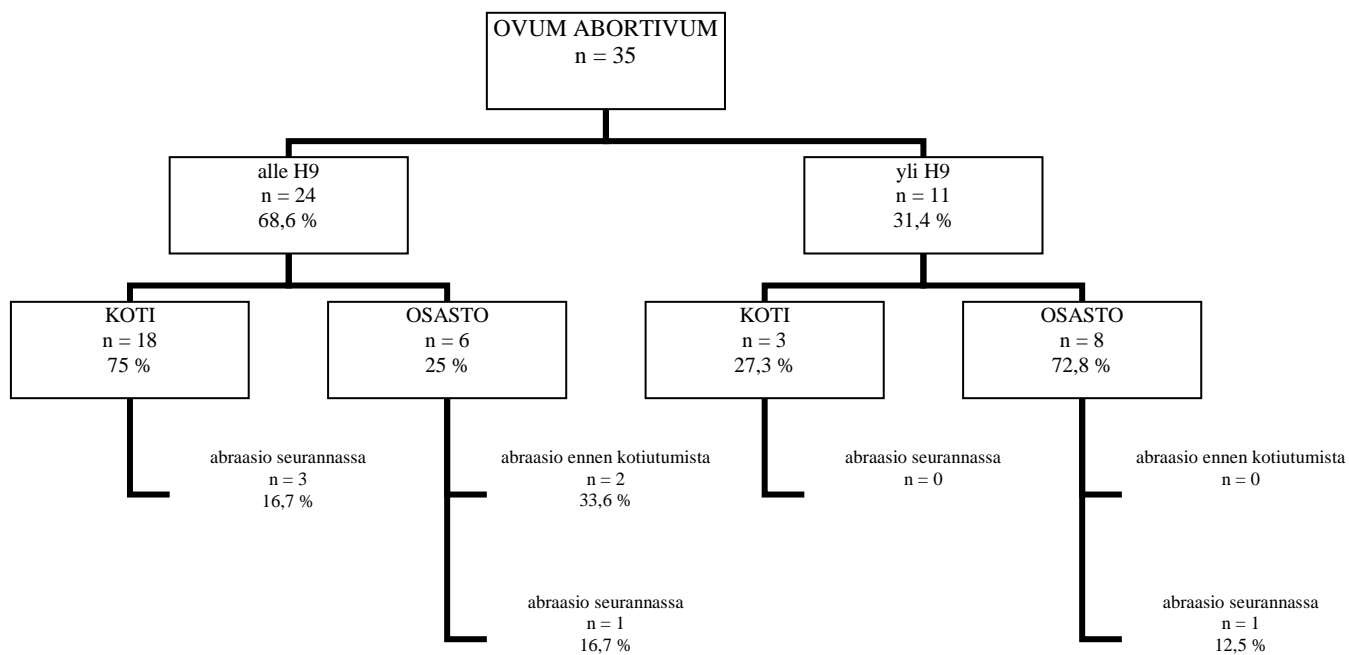 OVUM ABORTIVUM
n = 35
alle H9
n = 24
68,6 %
yli H9
n = 11
31,4 %
KOTI
n = 18
75 %
OSASTO
n = 6
25 %
KOTI
n = 3
27,3 %
OSASTO
n = 8
72,8 %
abraasio seurannassa
n = 3
16,7 %
abraasio ennen kotiutumista
n = 2
33,6 %
abraasio seurannassa
n = 0
abraasio ennen kotiutumista
n = 0
abraasio seurannassa
n = 1
16,7 %
abraasio seurannassa
n = 1
12,5 %